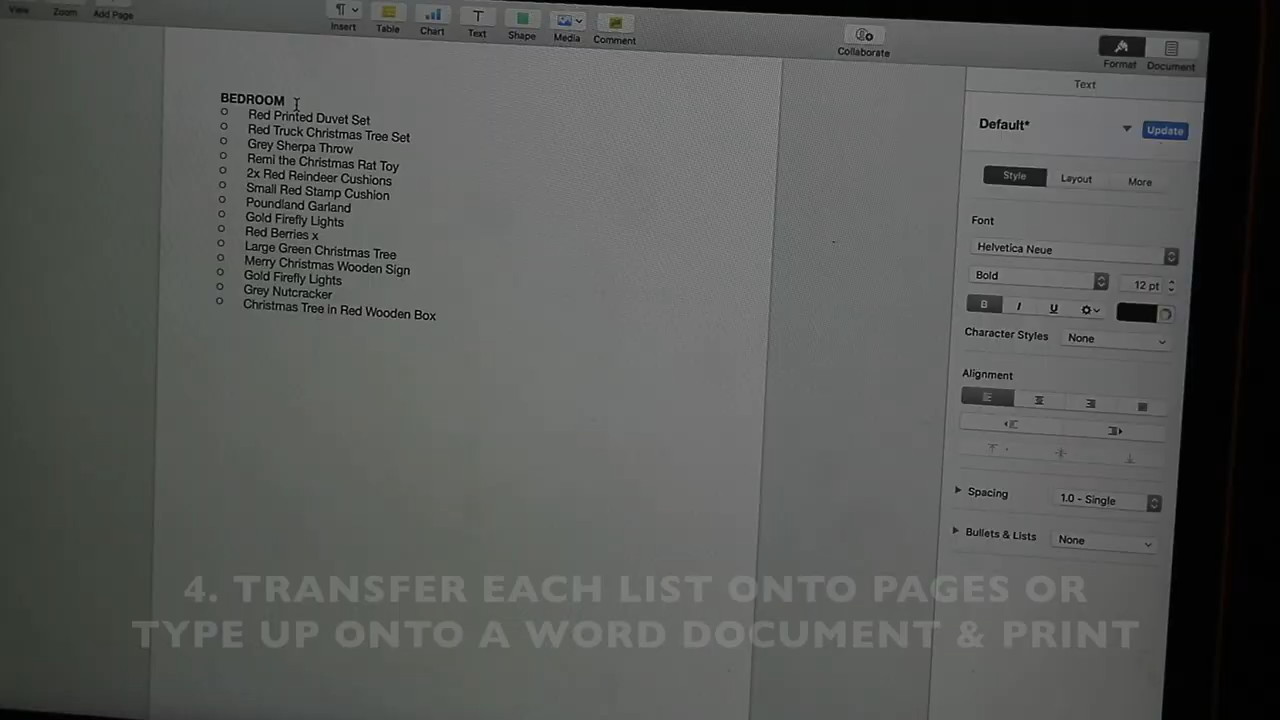 View
Zoom
Add Page
Insert
Table
Chart
Text
Shape
Media
Comment
Collaborate
Format
Document
Text
Default*
Update
Style
Layout
More
Font
Helvetica Neue
Bold
12 pt
B I U
Character Styles
None
Alignment
Spacing
1.0 - Single
Bullets & Lists
None
BEDROOM
Red Printed Duvet Set
Red Truck Christmas Tree Set
Grey Sherpa Throw
Remi the Christmas Rat Toy
2x Red Reindeer Cushions
Small Red Stamp Cushion
Poundland Garland
Gold Firefly Lights
Red Berries x
Large Green Christmas Tree
Merry Christmas Wooden Sign
Gold Firefly Lights
Grey Nutcracker
Christmas Tree in Red Wooden Box
4. TRANSFER EACH LIST ONTO PAGES OR
TYPE UP ONTO A WORD DOCUMENT & PRINT